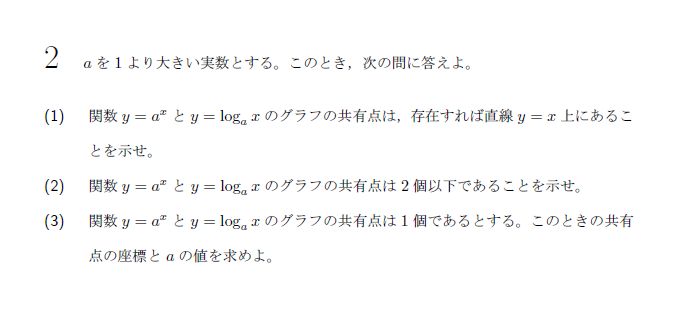 2 a を 1 より大きい実数とする。このとき，次の問に答えよ。
(1) 関数 y = a^x と y = log_a x のグラフの共有点は，存在すれば直線 y = x 上にあるこ
とを示せ。
(2) 関数 y = a^x と y = log_a x のグラフの共有点は 2 個以下であることを示せ。
(3) 関数 y = a^x と y = log_a x のグラフの共有点は 1 個であるとする。このときの共有
点の座標と a の値を求めよ。